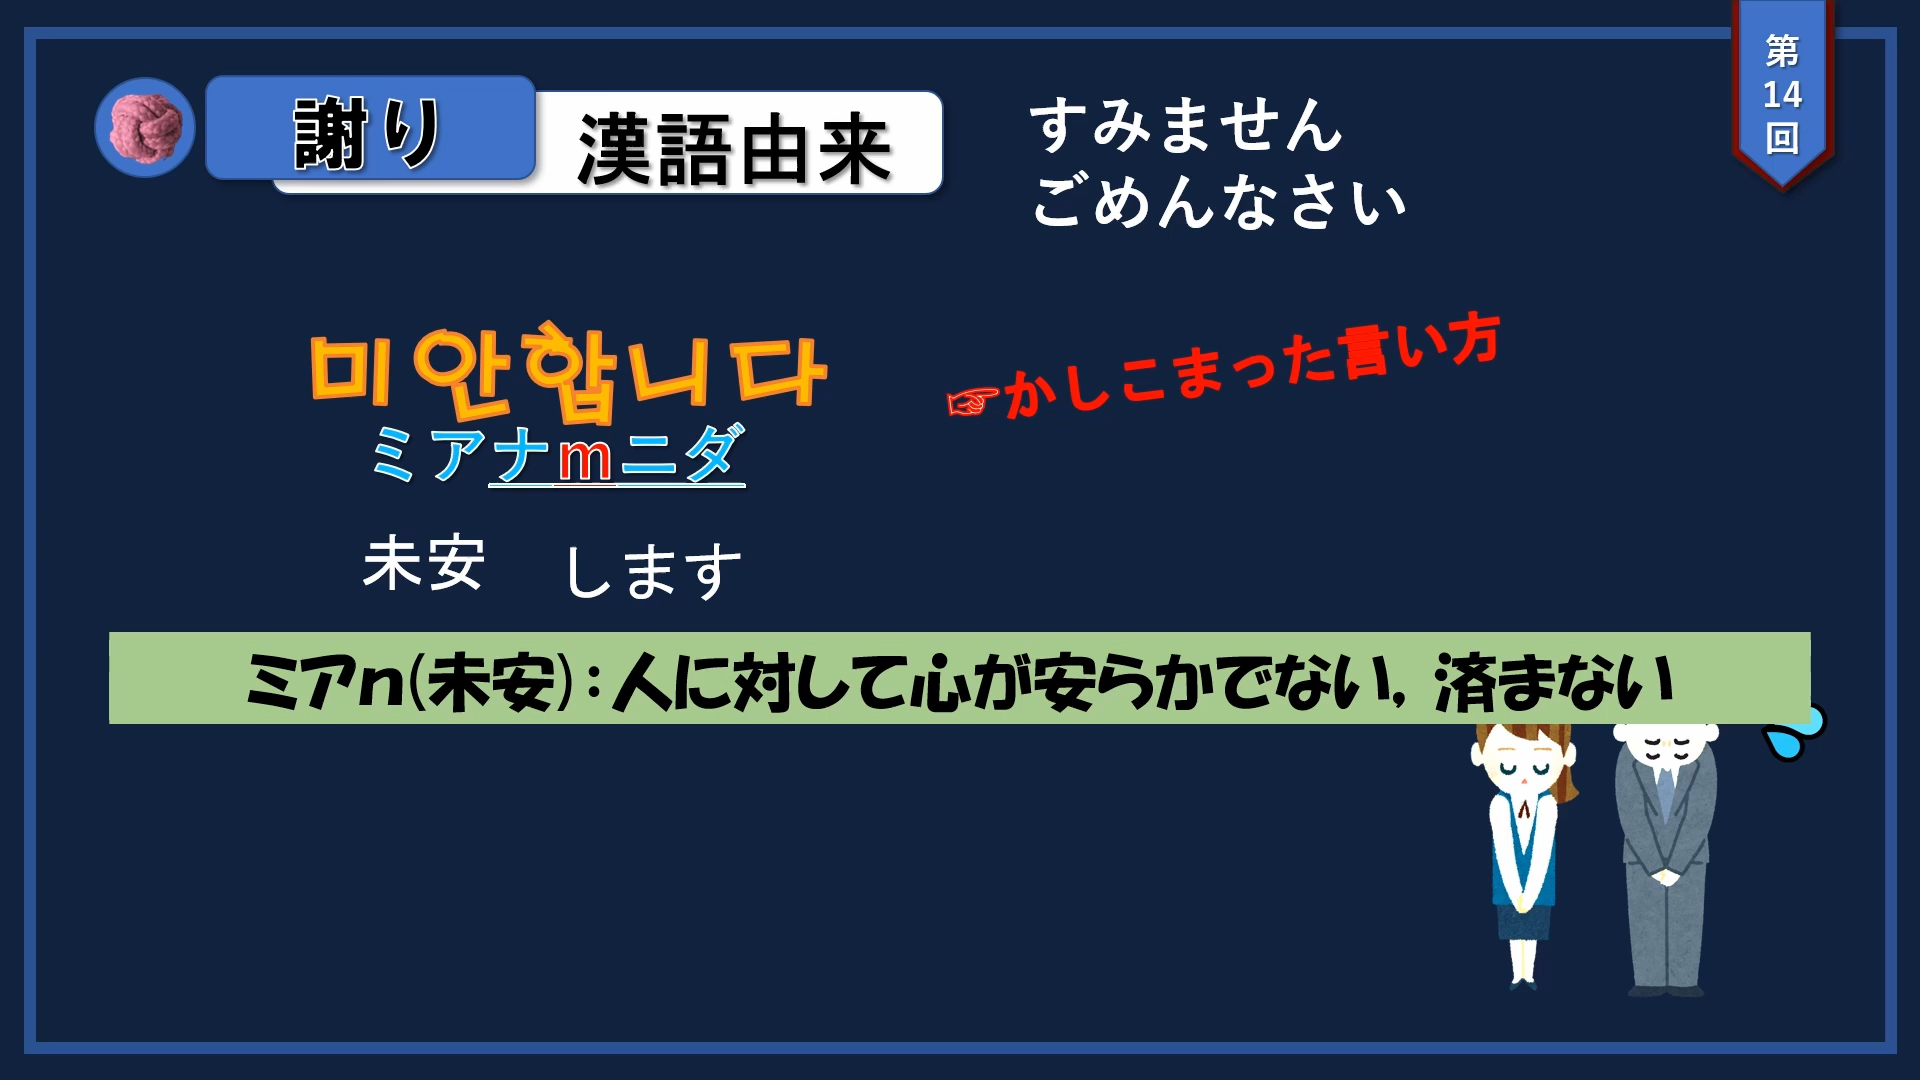 第
14
回
謝り
漢語由来
すみません
ごめんなさい
미안합니다
☞かしこまった言い方
ミアナmニダ
未安 します
ミアn(未安):人に対して心が安らかでない, 済まない